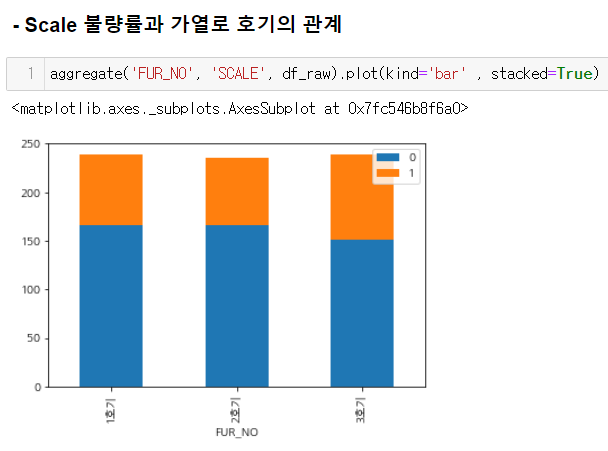 - Scale 불량률과 가열로 호기의 관계
1 aggregate('FUR_NO', 'SCALE', df_raw).plot(kind='bar' , stacked=True)
<matplotlib.axes._subplots.AxesSubplot at 0x7fc546b8f6a0>
250
0
1
200
150
100
50
0
1호기
2호기
3호기
FUR_NO